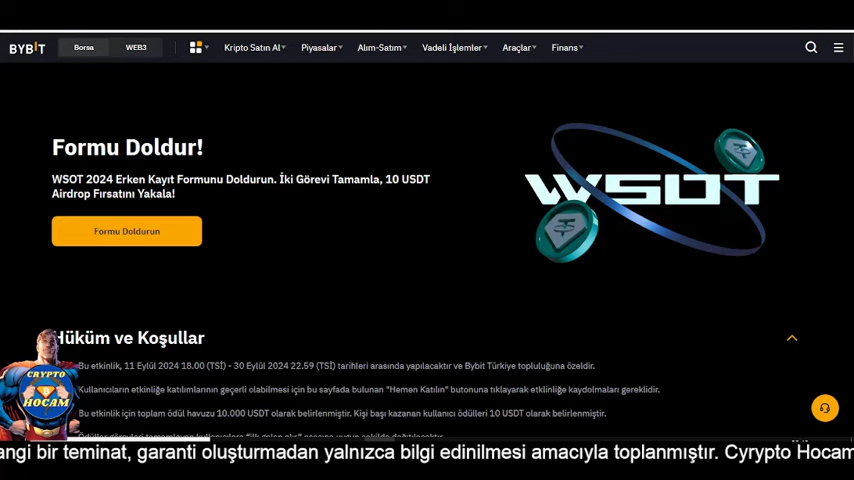 BYBIT Borsa WEB3 Kripto Satın Al Piyasalar Alım-Satım Vadeli İşlemler Araçlar Finans
Formu Doldur!
WSOT 2024 Erken Kayıt Formunu Doldurun. İki Görevi Tamamla, 10 USDT
Airdrop Fırsatını Yakala!
Formu Doldurun
WSOT
Hüküm ve Koşullar
Bu etkinlik, 11 Eylül 2024 18.00 (TSİ) - 30 Eylül 2024 22.59 (TSİ) tarihleri arasında yapılacaktır ve Bybit Türkiye topluluğuna özeldir.
Kullanıcıların etkinliğe katılımlarının geçerli olabilmesi için bu sayfada bulunan "Hemen Katılın" butonuna tıklayarak etkinliğe kaydolmaları gereklidir.
Bu etkinlik için toplam ödül havuzu 10.000 USDT olarak belirlenmiştir. Kişi başı kazanan kullanıcı ödülleri 10 USDT olarak belirlenmiştir.
CRYPTO
HOCAM
angi bir teminat, garanti oluşturmadan yalnızca bilgi edinilmesi amacıyla toplanmıştır. Cyrypto Hocam